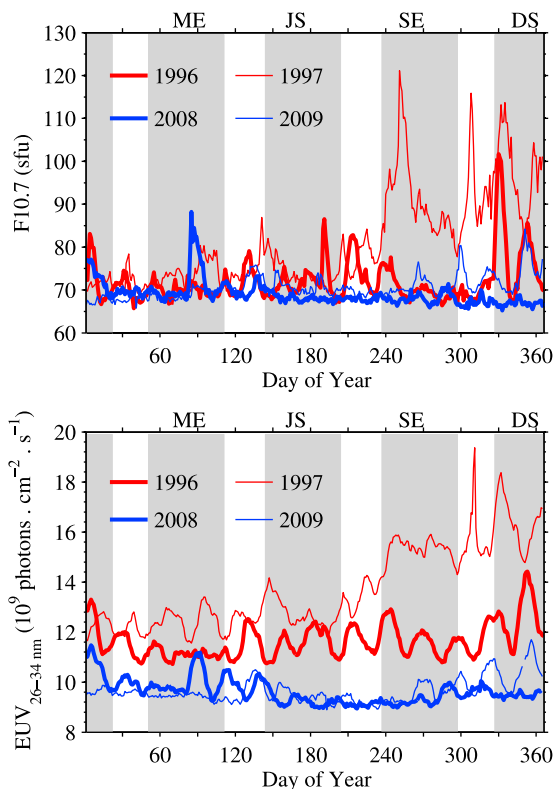 ME JS SE DS
130
120
110
100
90
80
70
60
F10.7 (sfu)
1996 1997
2008 2009
60 120 180 240 300 360
Day of Year
ME JS SE DS
20
18
16
14
12
10
8
EUV26–34 nm (10⁹ photons . cm⁻² . s⁻¹)
1996 1997
2008 2009
60 120 180 240 300 360
Day of Year